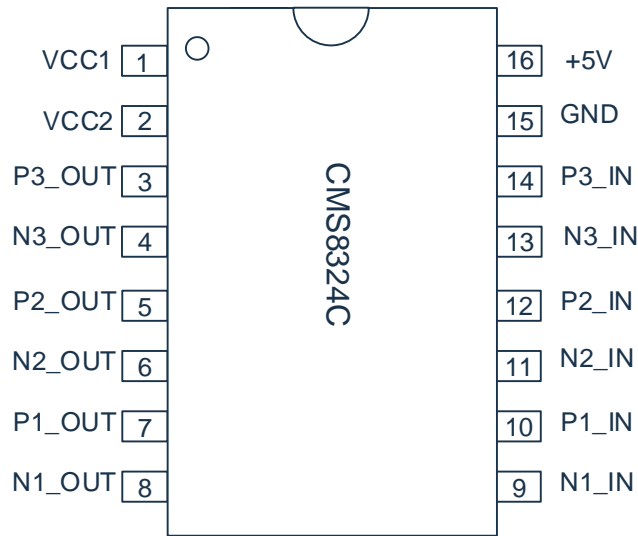 VCC1 1 16 +5V
VCC2 2 15 GND
P3_OUT 3 14 P3_IN
N3_OUT 4 13 N3_IN
P2_OUT 5 12 P2_IN
N2_OUT 6 11 N2_IN
P1_OUT 7 10 P1_IN
N1_OUT 8 9 N1_IN
CMS8324C